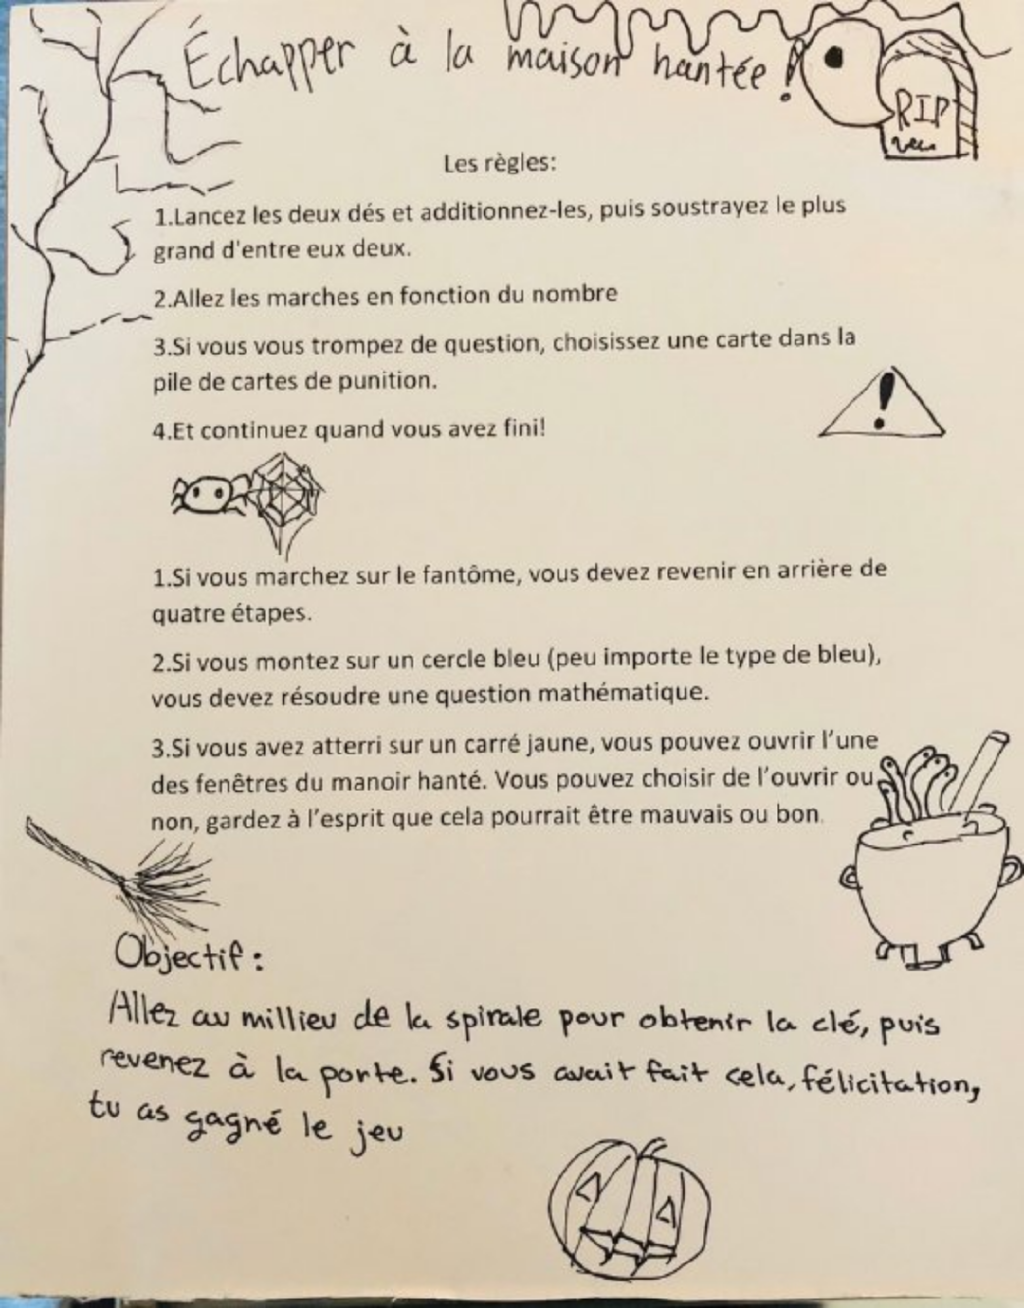 Échapper à la maison hantée!
RIP
Les règles:
1.Lancez les deux dés et additionnez-les, puis soustrayez le plus
grand d'entre eux deux.
2.Allez les marches en fonction du nombre
3.Si vous vous trompez de question, choisissez une carte dans la
pile de cartes de punition.
4.Et continuez quand vous avez fini!
1.Si vous marchez sur le fantôme, vous devez revenir en arrière de
quatre étapes.
2.Si vous montez sur un cercle bleu (peu importe le type de bleu),
vous devez résoudre une question mathématique.
3.Si vous avez atterri sur un carré jaune, vous pouvez ouvrir l'une
des fenêtres du manoir hanté. Vous pouvez choisir de l'ouvrir ou
non, gardez à l'esprit que cela pourrait être mauvais ou bon.
Objectif:
Allez au millieu de la spirale pour obtenir la clé, puis
revenez à la porte. Si vous avait fait cela, félicitation,
tu as gagné le jeu